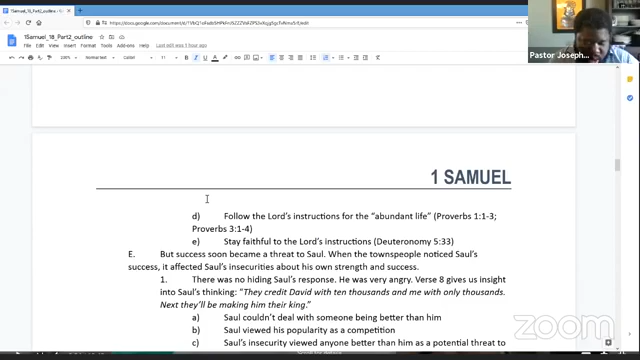 1Samuel_18_Part2_outline
1Samuel_18_Part2_outline
File Edit View Insert Format Tools Add-ons Help
Normal text
1 SAMUEL
d) Follow the Lord's instructions for the "abundant life" (Proverbs 1:1-3;
Proverbs 3:1-4)
e) Stay faithful to the Lord's instructions (Deuteronomy 5:33)
E. But success soon became a threat to Saul. When the townspeople noticed Saul's
success, it affected Saul's insecurities about his own strength and success.
1. There was no hiding Saul's response. He was very angry. Verse 8 gives us insight
into Saul's thinking: "They credit David with ten thousands and me with only thousands.
Next they'll be making him their king."
a) Saul couldn't deal with someone being better than him
b) Saul viewed his popularity as a competition
c) Saul's insecurity viewed anyone better than him as a potential threat to
Pastor Joseph...
zoom